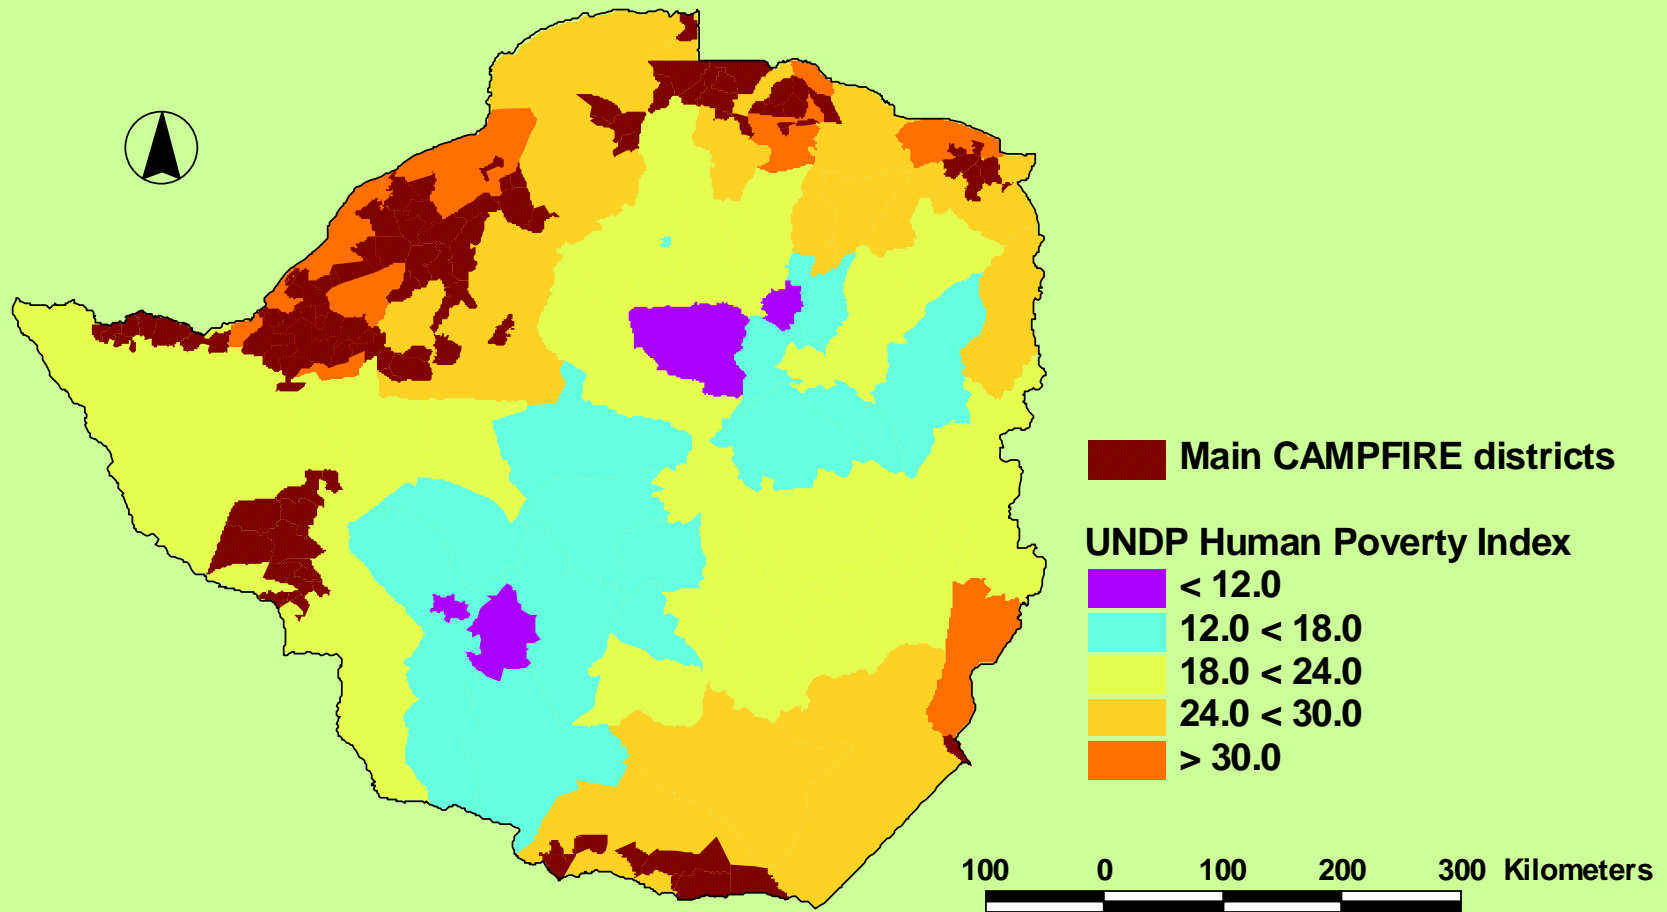 Main CAMPFIRE districts
UNDP Human Poverty Index
< 12.0
12.0 < 18.0
18.0 < 24.0
24.0 < 30.0
> 30.0
100 0 100 200 300 Kilometers